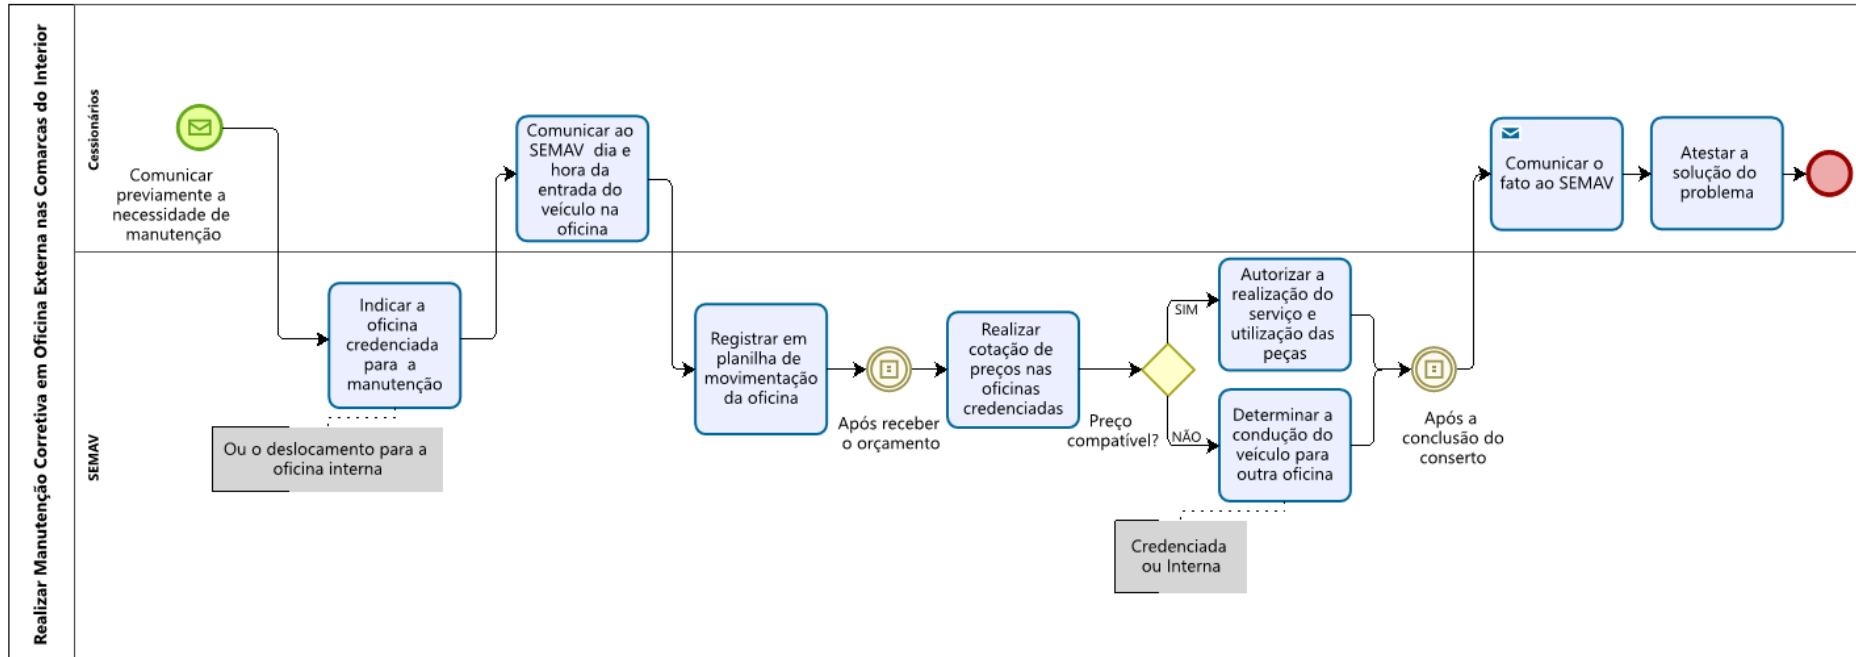 Realizar Manutenção Corretiva em Oficina Externa nas Comarcas do Interior
Cessionários
Comunicar
previamente a
necessidade de
manutenção
Comunicar ao
SEMAV dia e
hora da
entrada do
veículo na
oficina
Comunicar o
fato ao SEMAV
Atestar a
solução do
problema
SEMAV
Indicar a
oficina
credenciada
para a
manutenção
Ou o deslocamento para a
oficina interna
Registrar em
planilha de
movimentação
da oficina
Após receber
o orçamento
Realizar
cotação de
preços nas
oficinas
credenciadas
Preço
compatível?
SIM
NÃO
Autorizar a
realização do
serviço e
utilização das
peças
Determinar a
condução do
veículo para
outra oficina
Credenciada
ou Interna
Após a
conclusão do
conserto